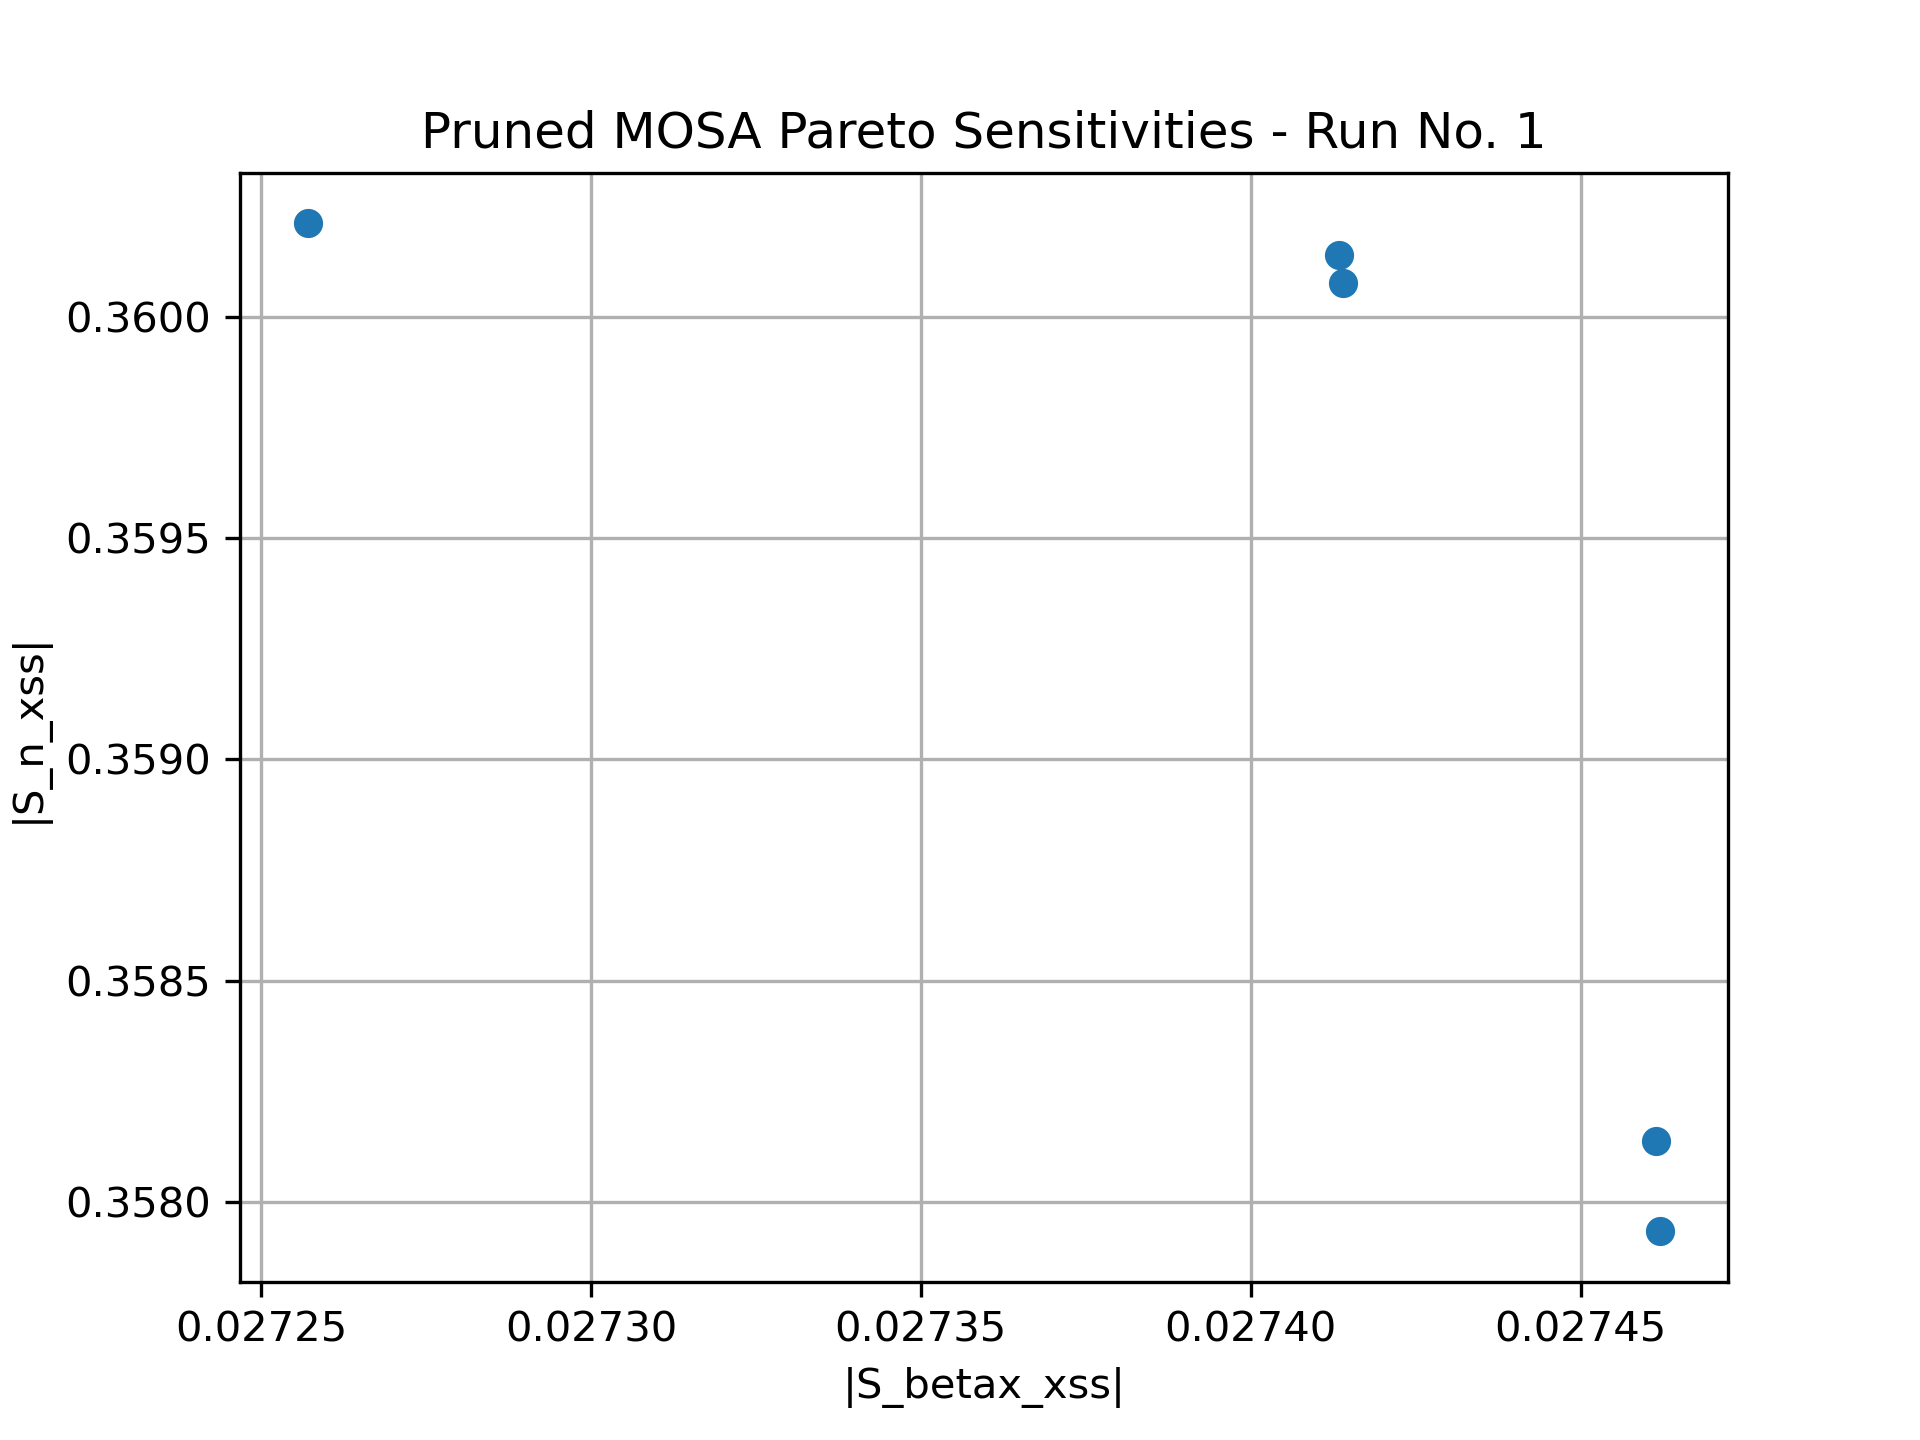 Pruned MOSA Pareto Sensitivities - Run No. 1
|S_n_xss|
0.3600
0.3595
0.3590
0.3585
0.3580
0.02725 0.02730 0.02735 0.02740 0.02745
|S_betax_xss|